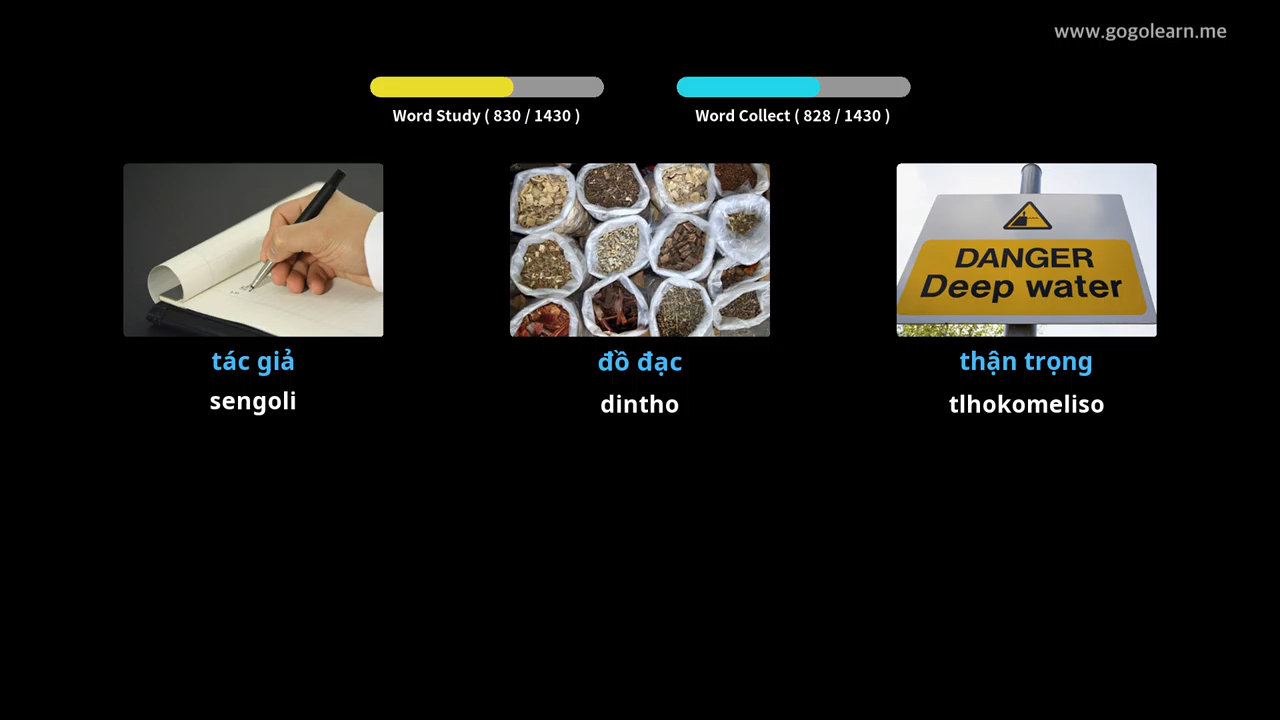 www.gogolearn.me
Word Study ( 830 / 1430 )
Word Collect ( 828 / 1430 )
DANGER
Deep water
tác giả
sengoli
đồ đạc
dintho
thận trọng
tlhokomeliso